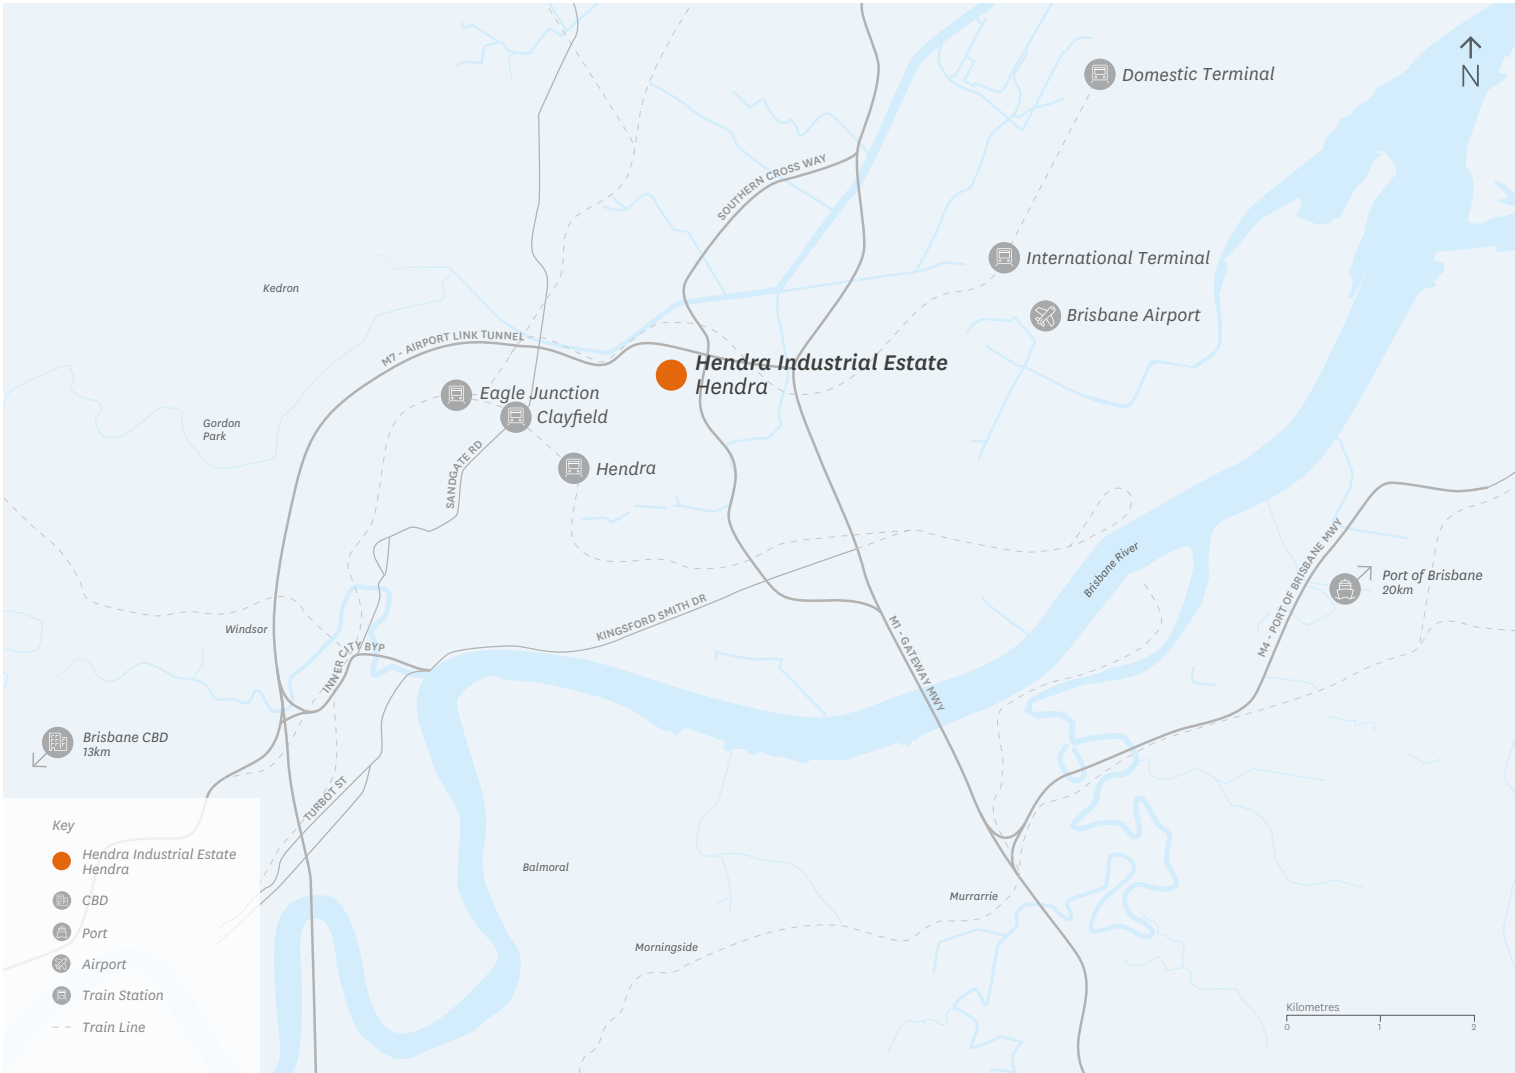 N
Domestic Terminal
SOUTHERN CROSS WAY
International Terminal
Kedron
Brisbane Airport
M7 - AIRPORT LINK TUNNEL
Hendra Industrial Estate
Hendra
Eagle Junction
Clayfield
Gordon
Park
SANDGATE RD
Hendra
Brisbane River
M4 - PORT OF BRISBANE MWY
Port of Brisbane
20km
KINGSFORD SMITH DR
Windsor
INNER CITY BYP
M1 - GATEWAY MWY
Brisbane CBD
13km
TURBOT ST
Balmoral
Murrarrie
Morningside
Key
Hendra Industrial Estate
Hendra
CBD
Port
Airport
Train Station
Train Line
Kilometres
0 1 2